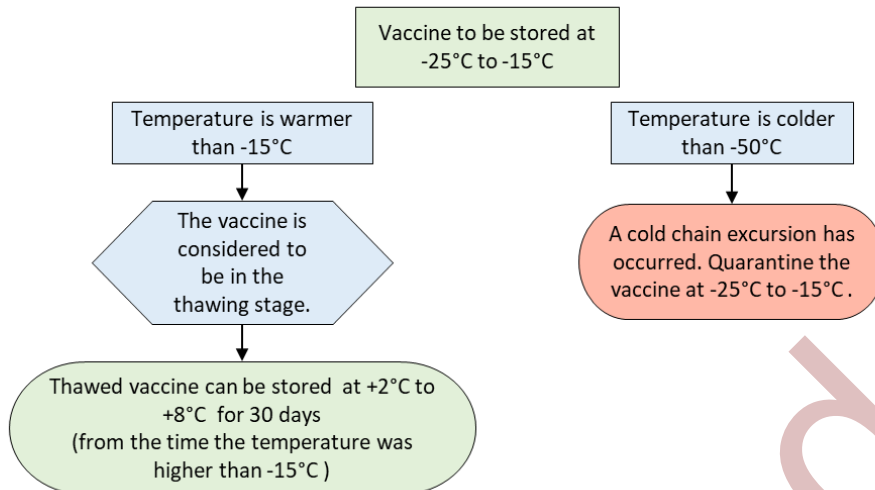 Vaccine to be stored at
-25°C to -15°C
Temperature is warmer
than -15°C
Temperature is colder
than -50°C
The vaccine is
considered to
be in the
thawing stage.
A cold chain excursion has
occurred. Quarantine the
vaccine at -25°C to -15°C .
Thawed vaccine can be stored at +2°C to
+8°C for 30 days
(from the time the temperature was
higher than -15°C )
d